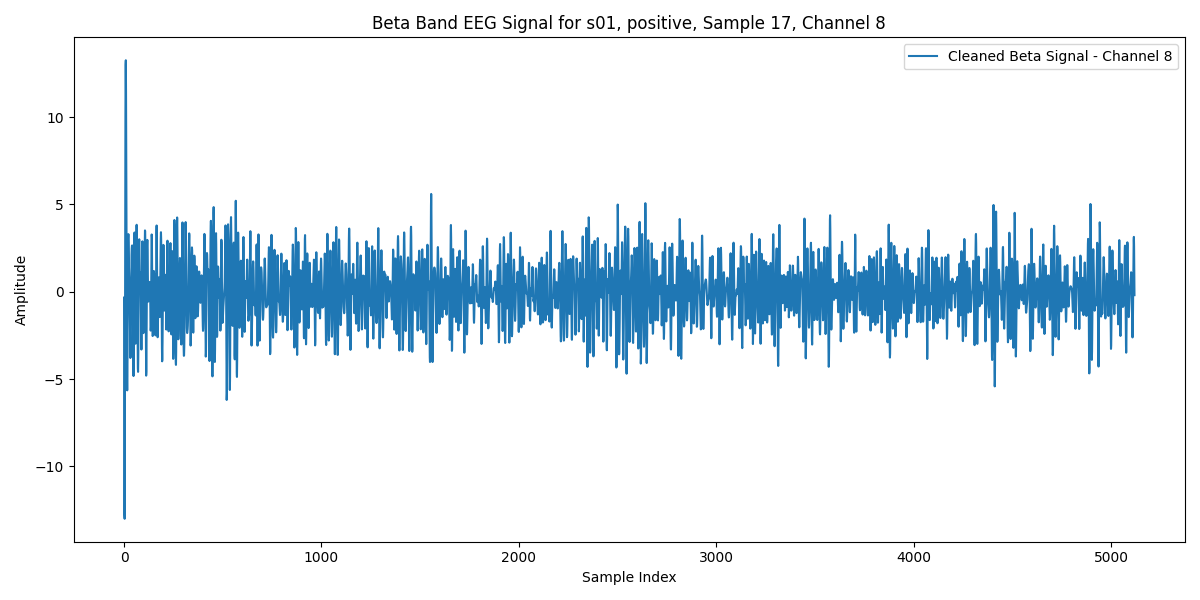 Beta Band EEG Signal for s01, positive, Sample 17, Channel 8
Cleaned Beta Signal - Channel 8
10
5
0
−5
−10
Amplitude
0 1000 2000 3000 4000 5000
Sample Index